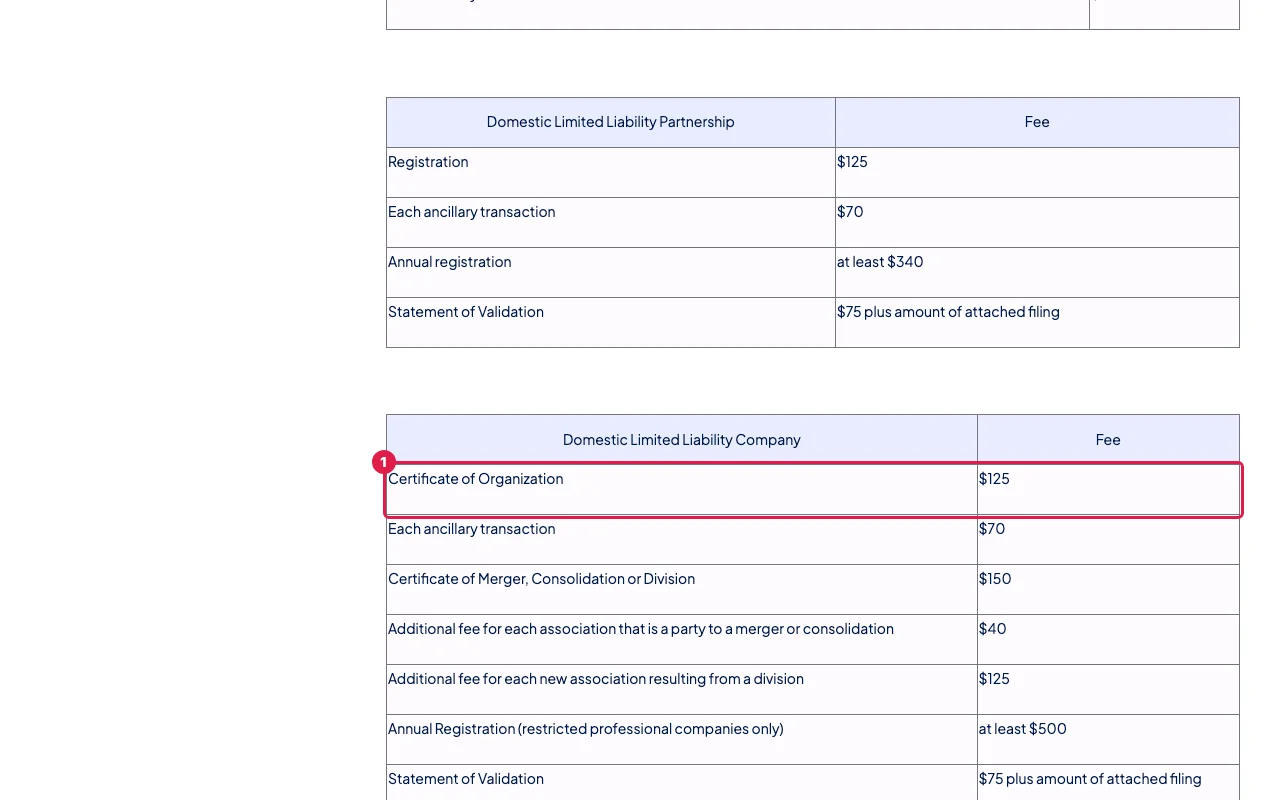 Domestic Limited Liability Partnership Fee
Registration $125
Each ancillary transaction $70
Annual registration at least $340
Statement of Validation $75 plus amount of attached filing
Domestic Limited Liability Company Fee
1
Certificate of Organization $125
Each ancillary transaction $70
Certificate of Merger, Consolidation or Division $150
Additional fee for each association that is a party to a merger or consolidation $40
Additional fee for each new association resulting from a division $125
Annual Registration (restricted professional companies only) at least $500
Statement of Validation $75 plus amount of attached filing